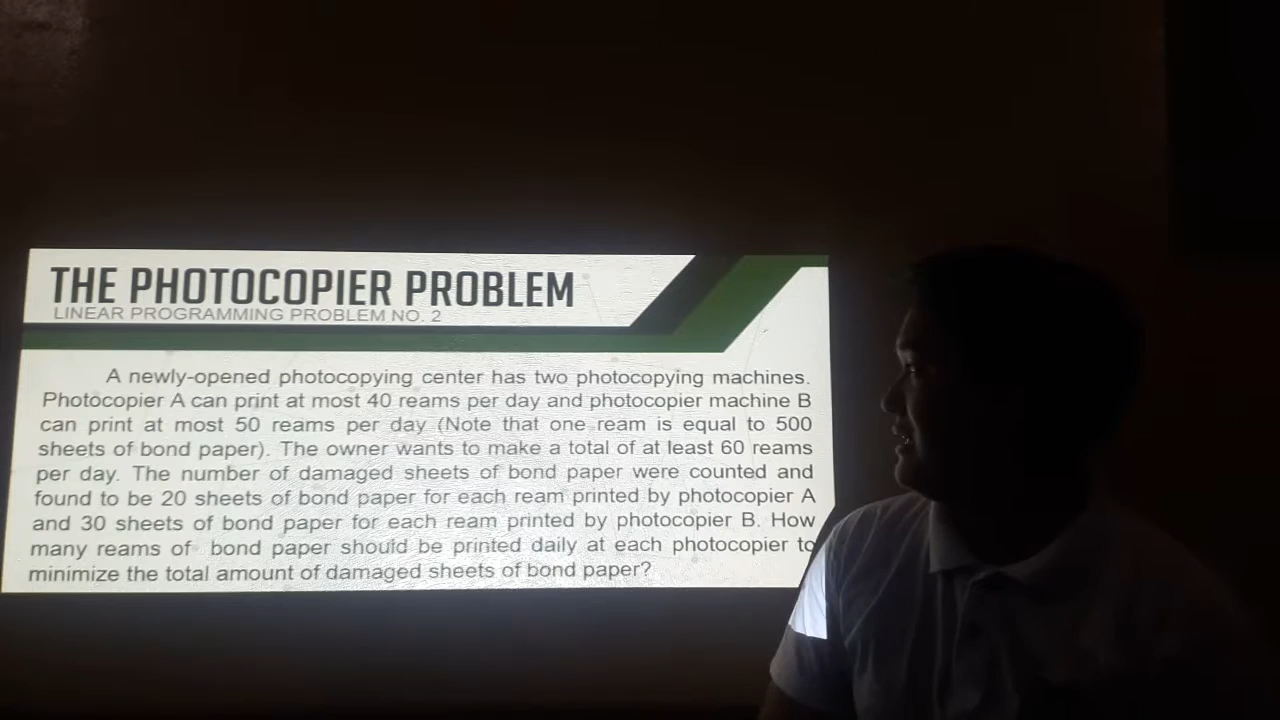 THE PHOTOCOPIER PROBLEM
LINEAR PROGRAMMING PROBLEM NO. 2
A newly-opened photocopying center has two photocopying machines.
Photocopier A can print at most 40 reams per day and photocopier machine B
can print at most 50 reams per day (Note that one ream is equal to 500
sheets of bond paper). The owner wants to make a total of at least 60 reams
per day. The number of damaged sheets of bond paper were counted and
found to be 20 sheets of bond paper for each ream printed by photocopier A
and 30 sheets of bond paper for each ream printed by photocopier B. How
many reams of bond paper should be printed daily at each photocopier to
minimize the total amount of damaged sheets of bond paper?